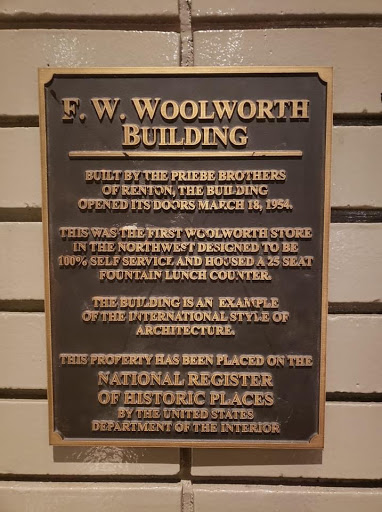 F. W. WOOLWORTH
BUILDING
BUILT BY THE PRIEBE BROTHERS
OF RENTON, THE BUILDING
OPENED ITS DOORS MARCH 18, 1954.
THIS WAS THE FIRST WOOLWORTH STORE
IN THE NORTHWEST DESIGNED TO BE
100% SELF SERVICE AND HOUSED A 25 SEAT
FOUNTAIN LUNCH COUNTER.
THE BUILDING IS AN EXAMPLE
OF THE INTERNATIONAL STYLE OF
ARCHITECTURE.
THIS PROPERTY HAS BEEN PLACED ON THE
NATIONAL REGISTER
OF HISTORIC PLACES
BY THE UNITED STATES
DEPARTMENT OF THE INTERIOR